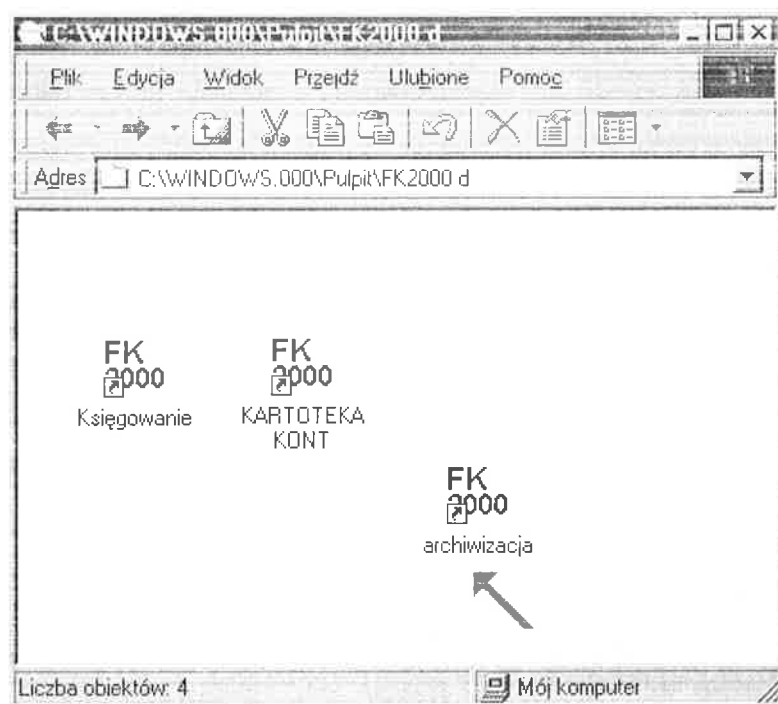 C:\WINDOWS.000\Pulpit\FK2000 d
Plik Edycja Widok Przejdź Ulubione Pomoc
Adres C:\WINDOWS.000\Pulpit\FK2000 d
FK
2000
Księgowanie
FK
2000
KARTOTEKA
KONT
FK
2000
archiwizacja
Liczba obiektów: 4 Mój komputer